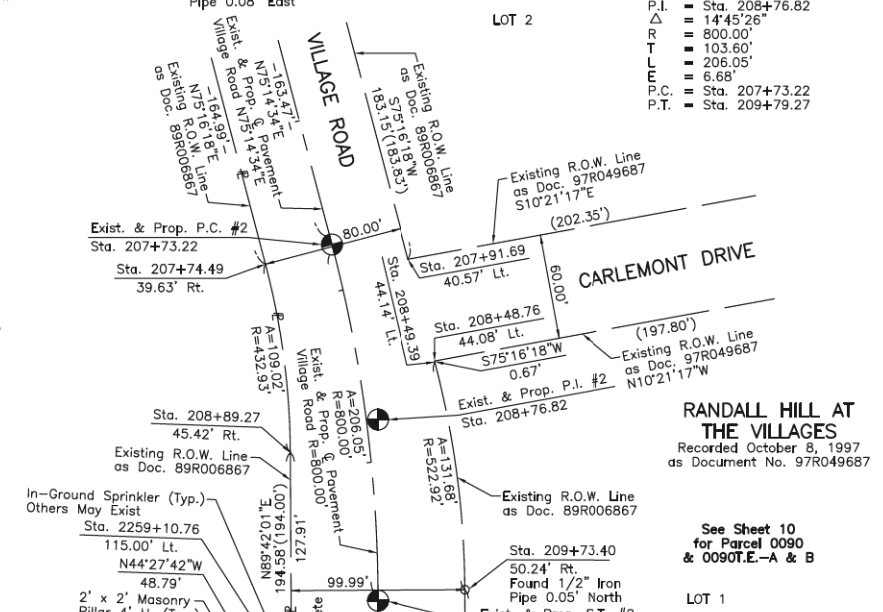 Pipe 0.08' East
LOT 2
P.I. = Sta. 208+76.82
Δ = 14°45'26"
R = 800.00'
T = 103.60'
L = 206.05'
E = 6.68'
P.C. = Sta. 207+73.22
P.T. = Sta. 209+79.27
VILLAGE ROAD
-163.47'-
N75°14'34"E
Exist. & Prop. ℄ Pavement
Village Road N75°14'34"E
-164.99'-
N75°16'18"E
Existing R.O.W. Line
as Doc. 89R006867
Existing R.O.W. Line
as Doc. 89R006867
S75°16'18"W
183.15'(183.83')
Existing R.O.W. Line
as Doc. 97R049687
S10°21'17"E
(202.35')
Exist. & Prop. P.C. #2
Sta. 207+73.22
80.00'
Sta. 207+74.49
39.63' Rt.
Sta. 207+91.69
40.57' Lt.
CARLEMONT DRIVE
60.00'
Sta. 208+49.39
44.14' Lt.
Sta. 208+48.76
44.08' Lt.
S75°16'18"W
0.67'
(197.80')
Existing R.O.W. Line
as Doc. 97R049687
N10°21'17"W
A=109.02'
R=432.93'
Exist. & Prop. ℄ Pavement
Village Road R=800.00'
A=206.05'
R=800.00'
Exist. & Prop. P.I. #2
Sta. 208+76.82
RANDALL HILL AT
THE VILLAGES
Recorded October 8, 1997
as Document No. 97R049687
Sta. 208+89.27
45.42' Rt.
Existing R.O.W. Line
as Doc. 89R006867
A=131.68'
R=522.92'
Existing R.O.W. Line
as Doc. 89R006867
In-Ground Sprinkler (Typ.)
Others May Exist
Sta. 2259+10.76
115.00' Lt.
N44°27'42"W
48.79'
2' x 2' Masonry
N89°42'01"E
194.58'(194.00')
127.91'
99.99'
Sta. 209+73.40
50.24' Rt.
Found 1/2" Iron
Pipe 0.05' North
See Sheet 10
for Parcel 0090
& 0090T.E.-A & B
LOT 1